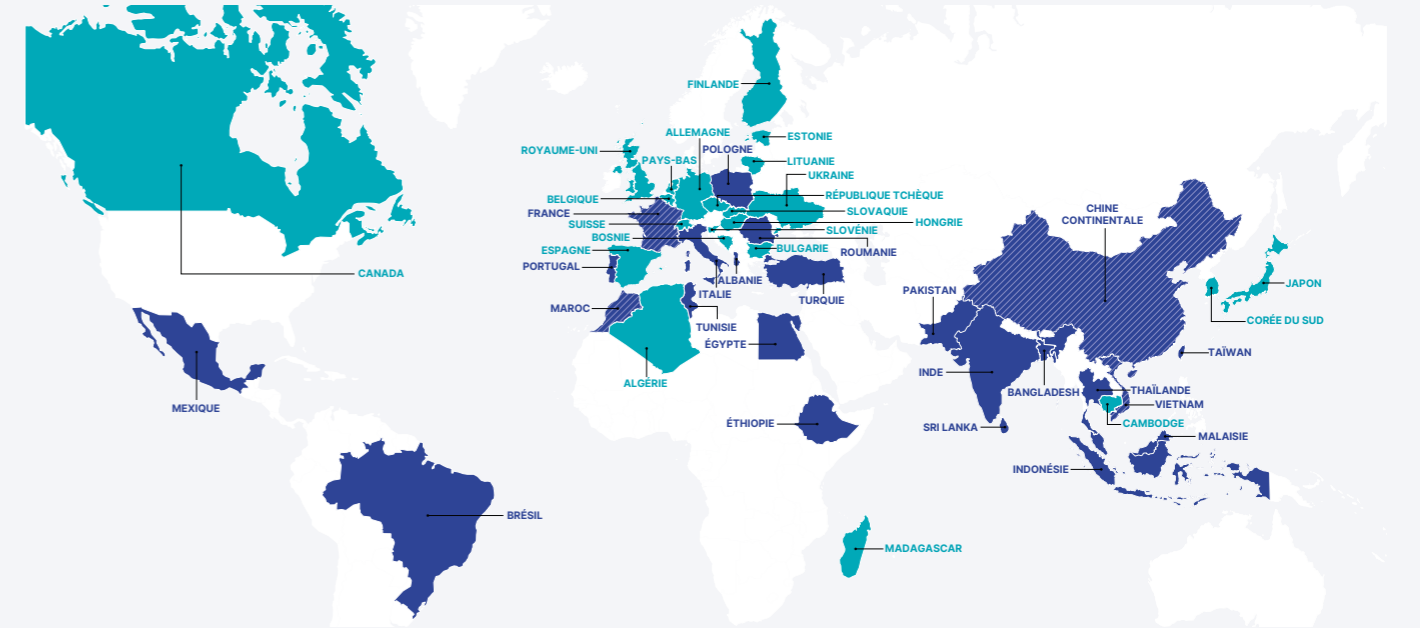 FINLANDE
ALLEMAGNE
ESTONIE
ROYAUME-UNI
POLOGNE
PAYS-BAS
LITUANIE
UKRAINE
BELGIQUE
RÉPUBLIQUE TCHÈQUE
FRANCE
SLOVAQUIE
SUISSE
HONGRIE
SLOVÉNIE
BOSNIE
ESPAGNE
BULGARIE
ROUMANIE
PORTUGAL
ALBANIE
ITALIE
TURQUIE
CANADA
MAROC
TUNISIE
ÉGYPTE
ALGÉRIE
MEXIQUE
ÉTHIOPIE
BRÉSIL
MADAGASCAR
CHINE
CONTINENTALE
PAKISTAN
JAPON
CORÉE DU SUD
TAÏWAN
INDE
BANGLADESH
THAÏLANDE
VIETNAM
SRI LANKA
CAMBODGE
MALAISIE
INDONÉSIE